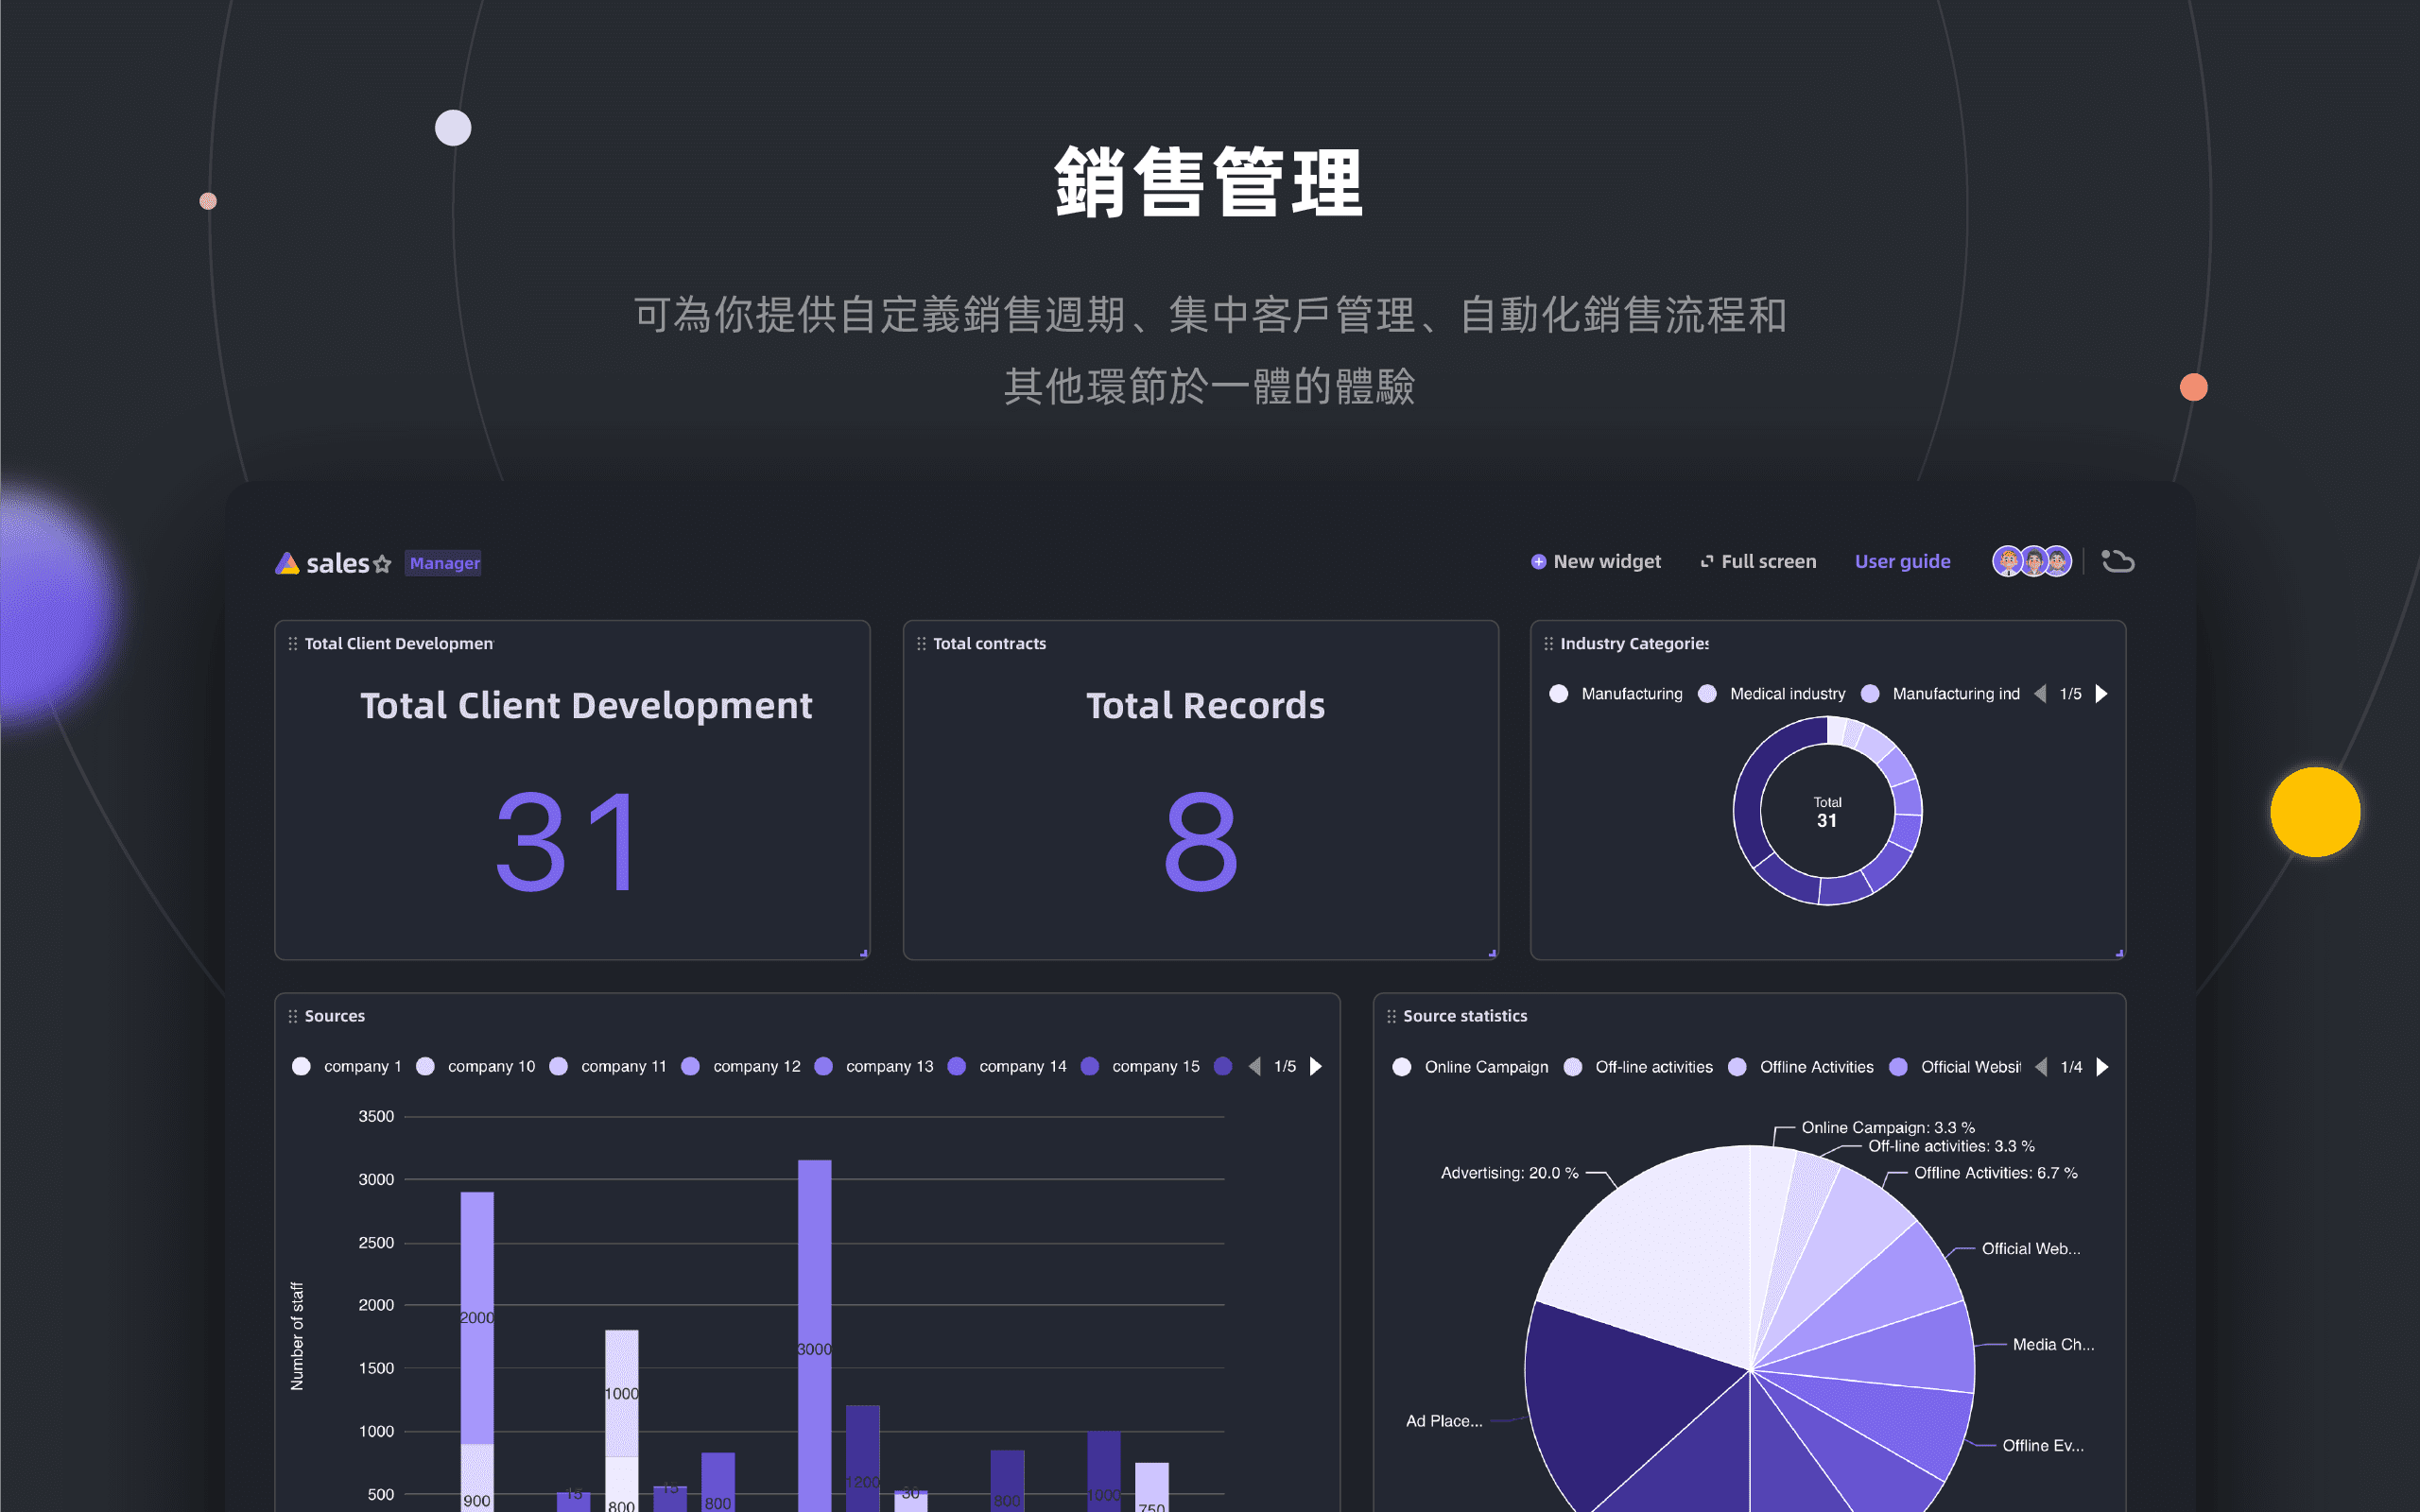 銷售管理
可為你提供自定義銷售週期、集中客戶管理、自動化銷售流程和
其他環節於一體的體驗
sales Manager New widget Full screen User guide
Total Client Developmen
Total Client Development
31
Total contracts
Total Records
8
Industry Categories
Manufacturing Medical industry Manufacturing ind 1/5
Total
31
Sources
company 1 company 10 company 11 company 12 company 13 company 14 company 15 1/5
3500
3000
2500
2000
1500
1000
500
Number of staff
2000
900
15
1000
800
15
800
3000
1200
30
800
1000
750
Source statistics
Online Campaign Off-line activities Offline Activities Official Websi 1/4
Online Campaign: 3.3 %
Off-line activities: 3.3 %
Advertising: 20.0 %
Offline Activities: 6.7 %
Official Web...
Media Ch...
Ad Place...
Offline Ev...